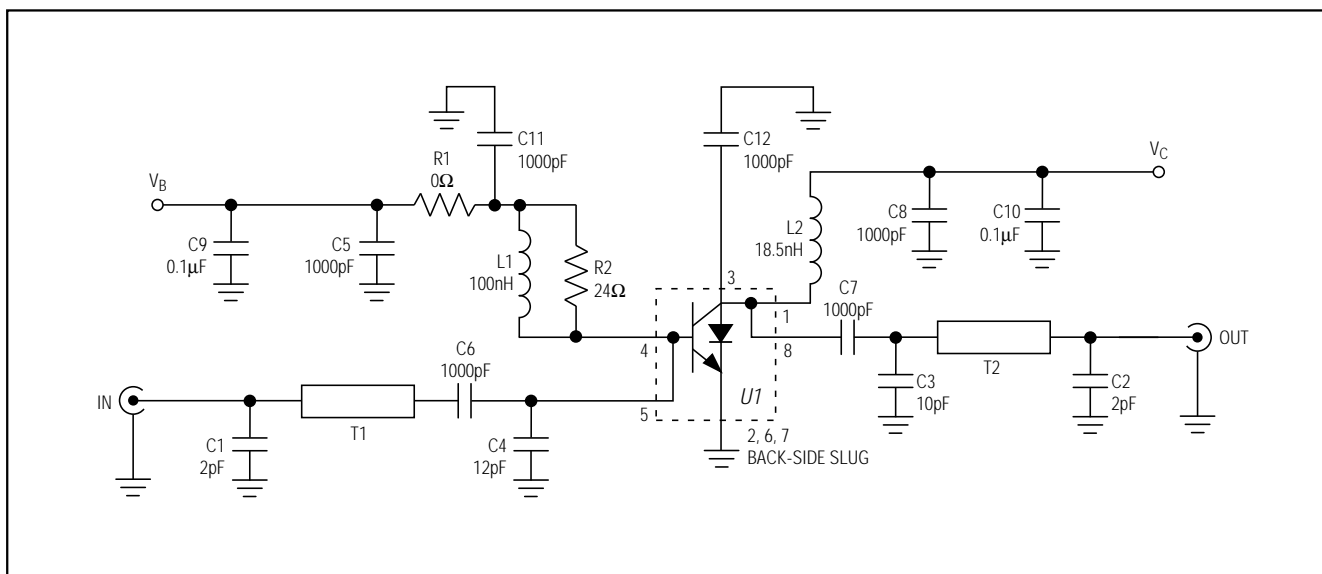 C11
1000pF
C12
1000pF
R1
0Ω
VB
VC
C9
0.1μF
C5
1000pF
L1
100nH
R2
24Ω
L2
18.5nH
C8
1000pF
C10
0.1μF
3
C7
1000pF
1
4
8
C6
1000pF
U1
5
IN
T1
C1
2pF
C4
12pF
2, 6, 7
BACK-SIDE SLUG
C3
10pF
T2
C2
2pF
OUT